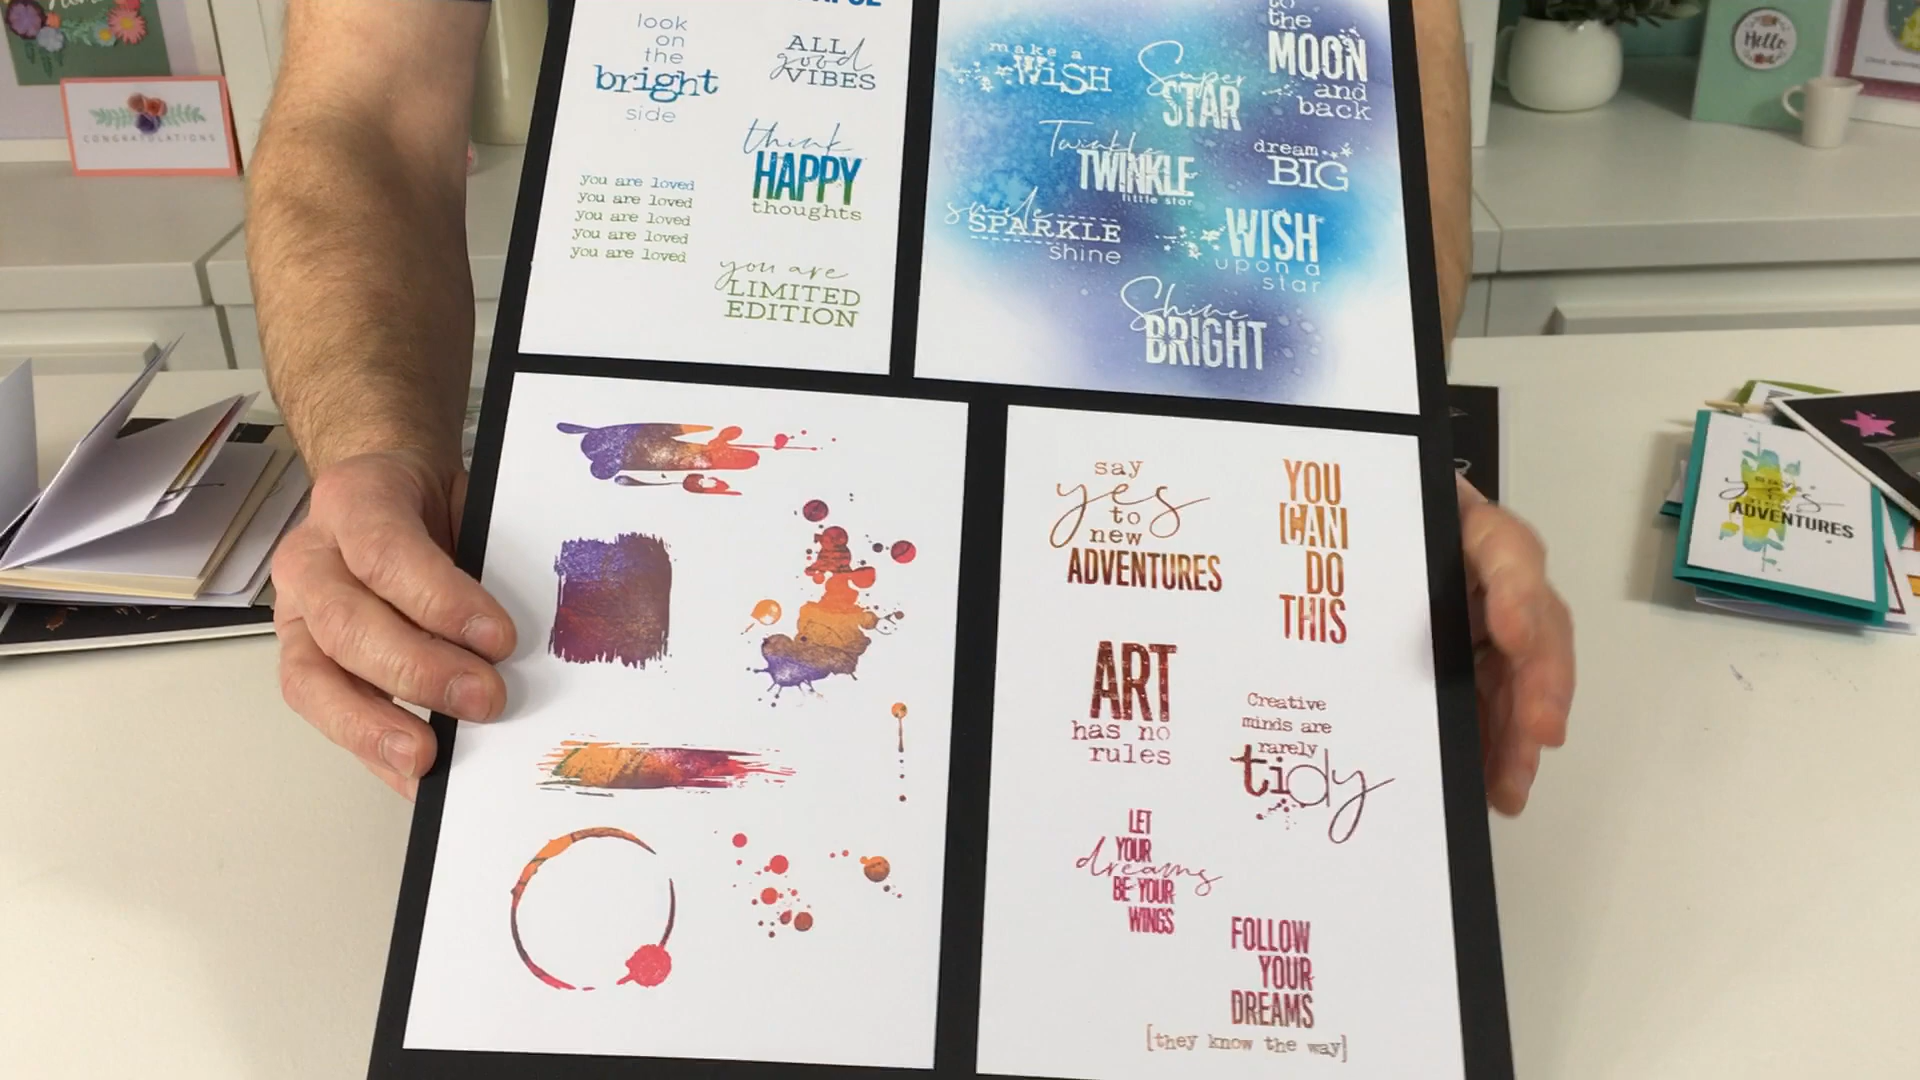 look
on
the
bright
side
ALL
good
VIBES
think
HAPPY
thoughts
you are loved
you are loved
you are loved
you are loved
you are loved
you are
LIMITED
EDITION
make a
WiSH
Super
STAR
to
the
MOON
and
back
Twinkle
TWINKLE
little star
dream
BIG
smile
SPARKLE
shine
WISH
upon a
star
Shine
BRIGHT
say
yes
to
new
ADVENTURES
YOU
CAN
DO
THIS
ART
has no
rules
Creative
minds are
rarely
tidy
LET
YOUR
dreams
BE YOUR
WINGS
FOLLOW
YOUR
DREAMS
[they know the way]
CONGRATULATIONS
Hello
yes
ADVENTURES